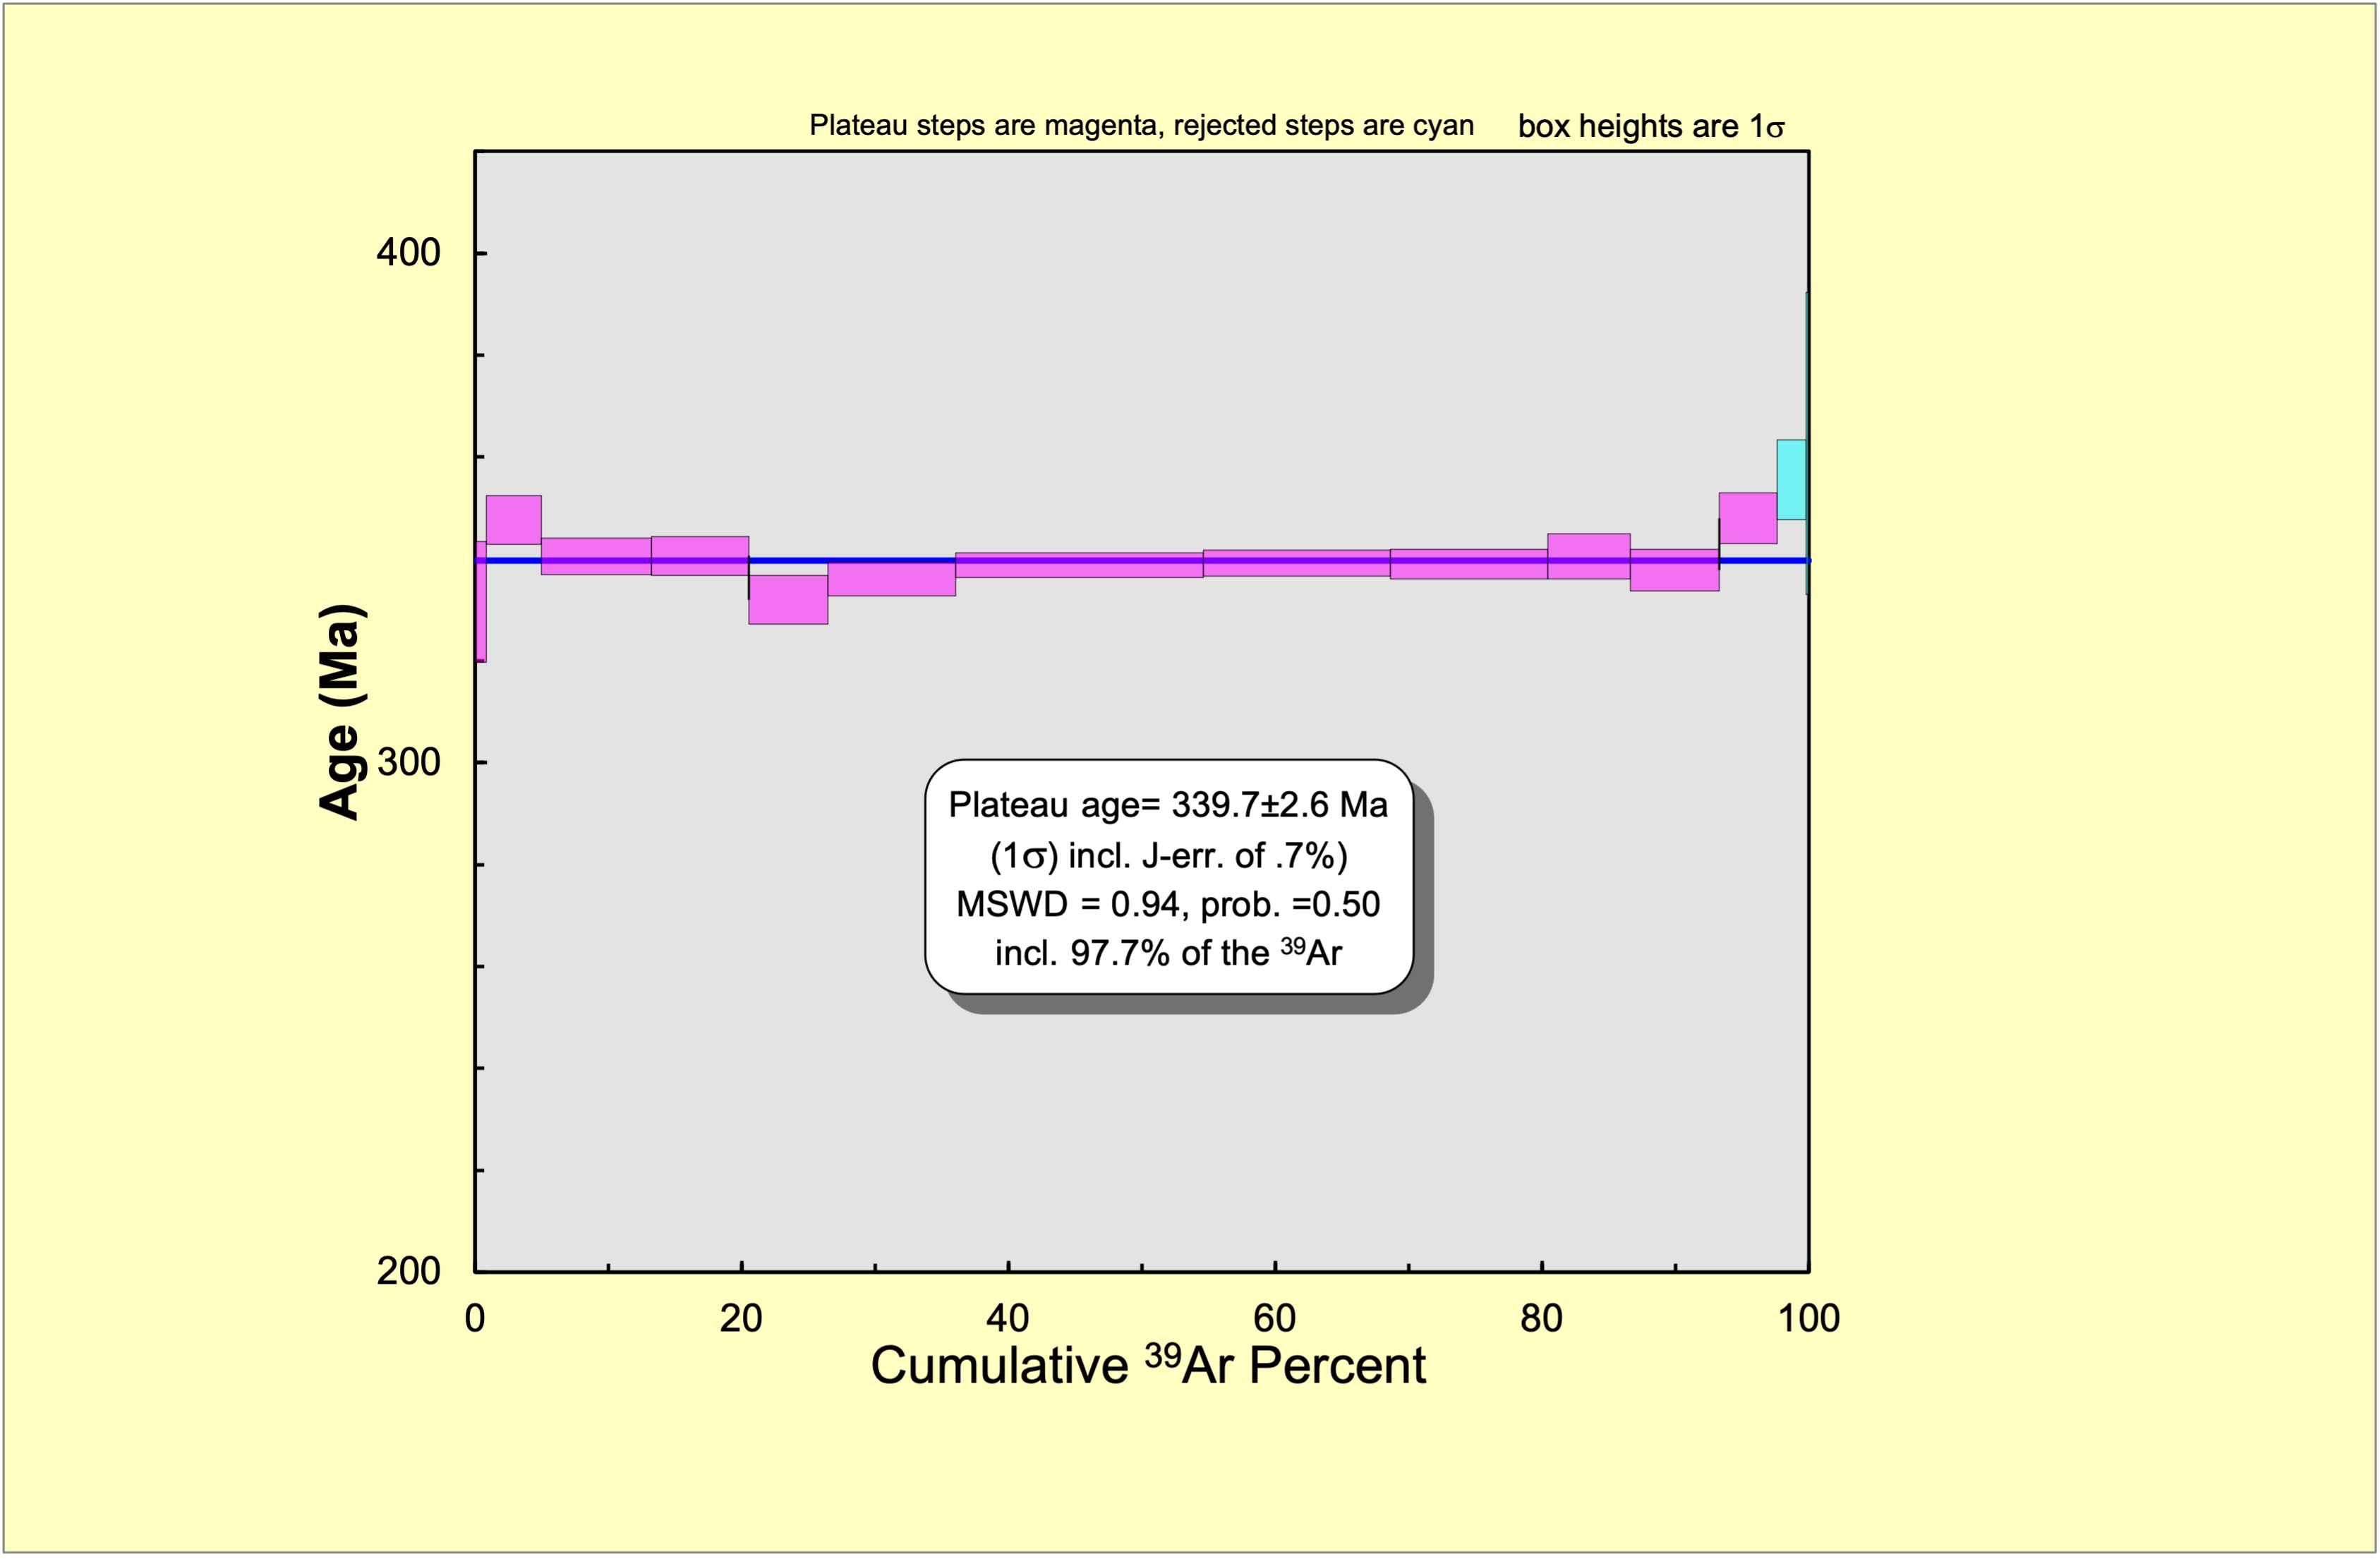 Plateau steps are magenta, rejected steps are cyan box heights are 1σ
400
300
200
Age (Ma)
Plateau age= 339.7±2.6 Ma
(1σ) incl. J-err. of .7%)
MSWD = 0.94, prob. =0.50
incl. 97.7% of the ³⁹Ar
0 20 40 60 80 100
Cumulative ³⁹Ar Percent